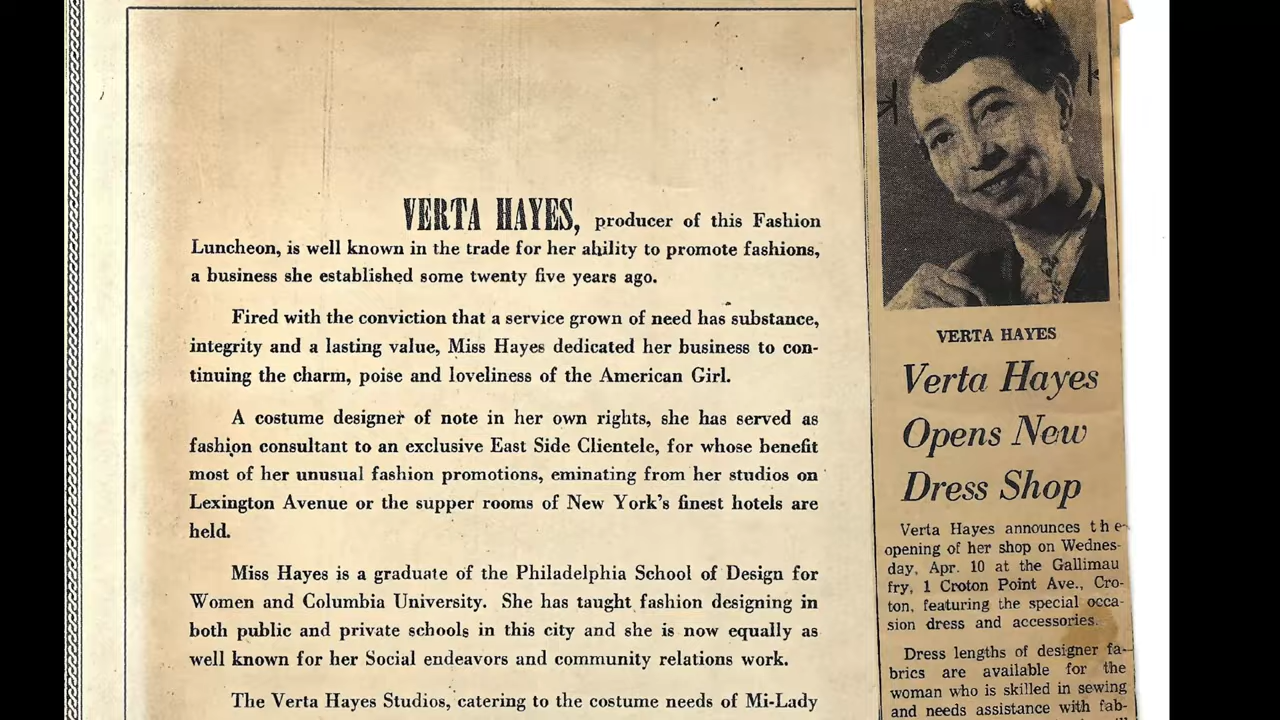 VERTA HAYES, producer of this Fashion
Luncheon, is well known in the trade for her ability to promote fashions,
a business she established some twenty five years ago.
Fired with the conviction that a service grown of need has substance,
integrity and a lasting value, Miss Hayes dedicated her business to con-
tinuing the charm, poise and loveliness of the American Girl.
A costume designer of note in her own rights, she has served as
fashion consultant to an exclusive East Side Clientele, for whose benefit
most of her unusual fashion promotions, eminating from her studios on
Lexington Avenue or the supper rooms of New York's finest hotels are
held.
Miss Hayes is a graduate of the Philadelphia School of Design for
Women and Columbia University. She has taught fashion designing in
both public and private schools in this city and she is now equally as
well known for her Social endeavors and community relations work.
The Verta Hayes Studios, catering to the costume needs of Mi-Lady
VERTA HAYES
Verta Hayes
Opens New
Dress Shop
Verta Hayes announces the
opening of her shop on Wednes-
day, Apr. 10 at the Gallimau
fry, 1 Croton Point Ave., Cro-
ton, featuring the special occa-
sion dress and accessories.
Dress lengths of designer fa-
brics are available for the
woman who is skilled in sewing
and needs assistance with fab-